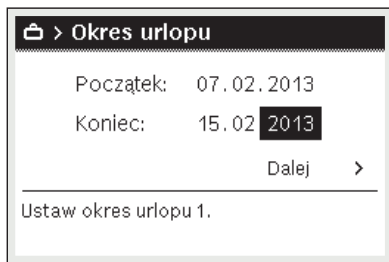 > Okres urlopu
Początek: 07.02.2013
Koniec: 15.02 2013
Dalej >
Ustaw okres urlopu 1.